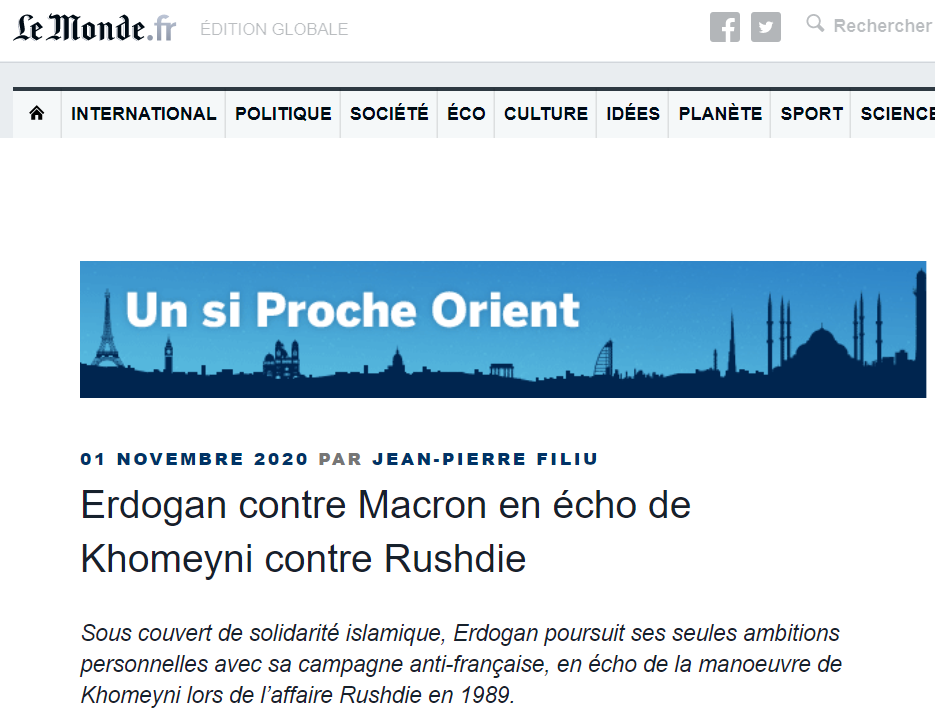 Le Monde.fr ÉDITION GLOBALE Rechercher
INTERNATIONAL POLITIQUE SOCIÉTÉ ÉCO CULTURE IDÉES PLANÈTE SPORT SCIENCE
Un si Proche Orient
01 NOVEMBRE 2020 PAR JEAN-PIERRE FILIU
Erdogan contre Macron en écho de
Khomeyni contre Rushdie
Sous couvert de solidarité islamique, Erdogan poursuit ses seules ambitions
personnelles avec sa campagne anti-française, en écho de la manoeuvre de
Khomeyni lors de l’affaire Rushdie en 1989.